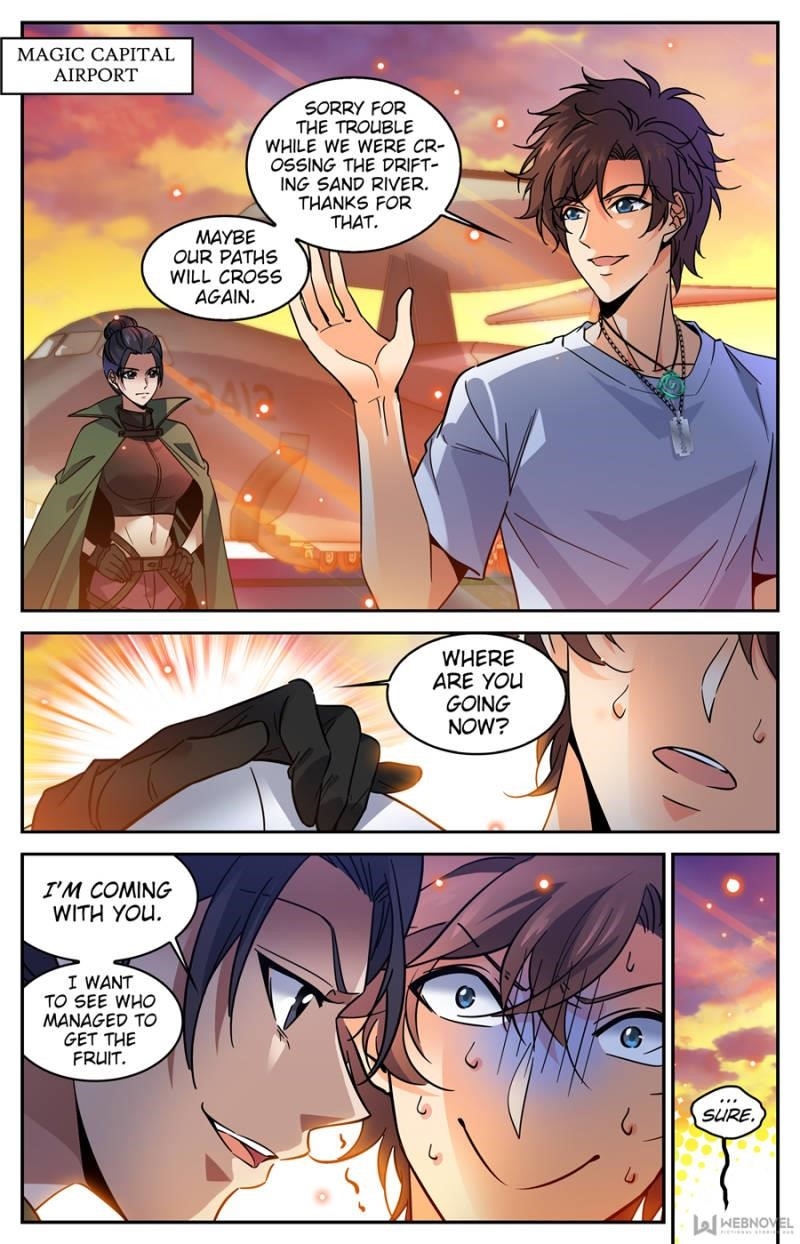 MAGIC CAPITAL
AIRPORT
SORRY FOR
THE TROUBLE
WHILE WE WERE CR-
OSSING THE DRIFT-
ING SAND RIVER.
THANKS FOR
THAT.
MAYBE
OUR PATHS
WILL CROSS
AGAIN.
3412
WHERE
ARE YOU
GOING
NOW?
I'M COMING
WITH YOU.
I WANT
TO SEE WHO
MANAGED TO
GET THE
FRUIT.
...
SURE.
WEBNOVEL